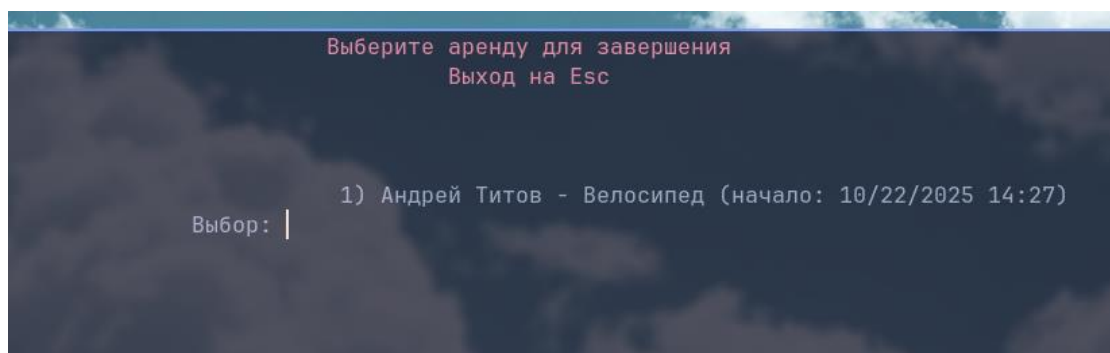 Выберите аренду для завершения
Выход на Esc
1) Андрей Титов - Велосипед (начало: 10/22/2025 14:27)
Выбор: